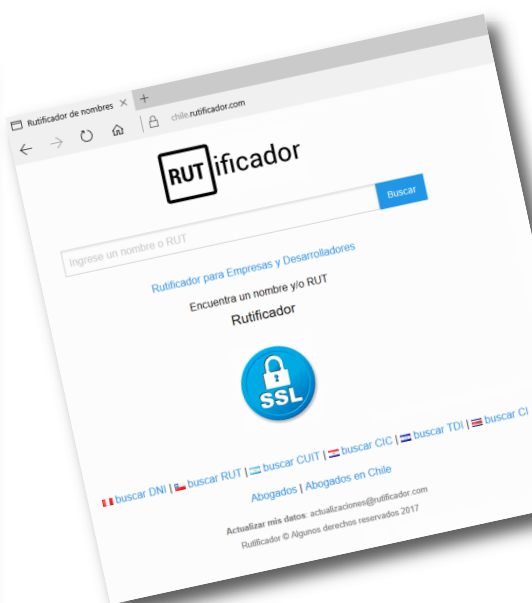 Rutificador de nombres
chile.rutificador.com
RUTificador
Ingrese un nombre o RUT
Buscar
Rutificador para Empresas y Desarrolladores
Encuentra un nombre y/o RUT
Rutificador
SSL
buscar DNI | buscar RUT | buscar CUIT | buscar CIC | buscar TDI | buscar CI
Abogados | Abogados en Chile
Actualizar mis datos: actualizaciones@rutificador.com
Rutificador © Algunos derechos reservados 2017